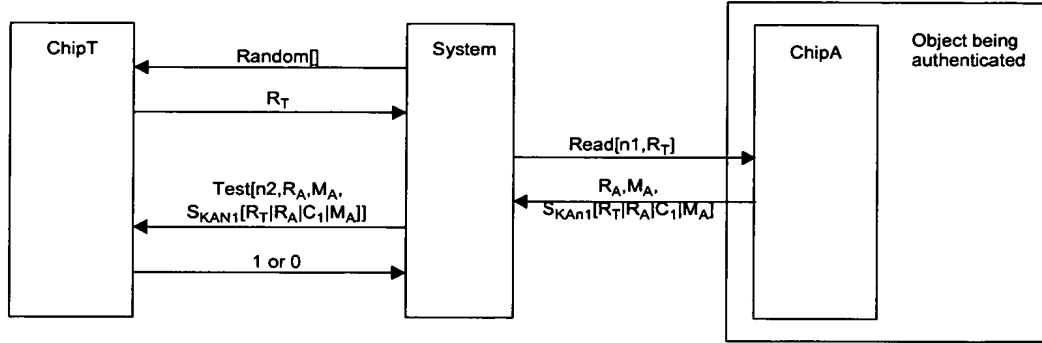 ChipT
System
ChipA
Object being
authenticated
Random[]
R_T
Read[n1,R_T]
Test[n2,R_A,M_A,
S_KAN1[R_T|R_A|C_1|M_A]]
R_A,M_A,
S_KAn1[R_T|R_A|C_1|M_A]
1 or 0